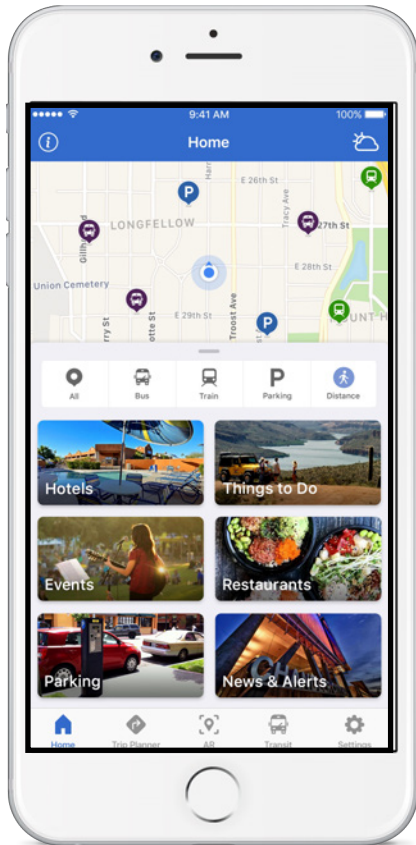 9:41 AM 100%
Home
E 26th St
Tracy Ave
P
27th St
LONGFELLOW
E 28th St
Union Cemetery
E 29th St
Troost Ave
P
P
All Bus Train Parking Distance
Hotels Things to Do
Events Restaurants
Parking News & Alerts
Home Trip Planner AR Transit Settings